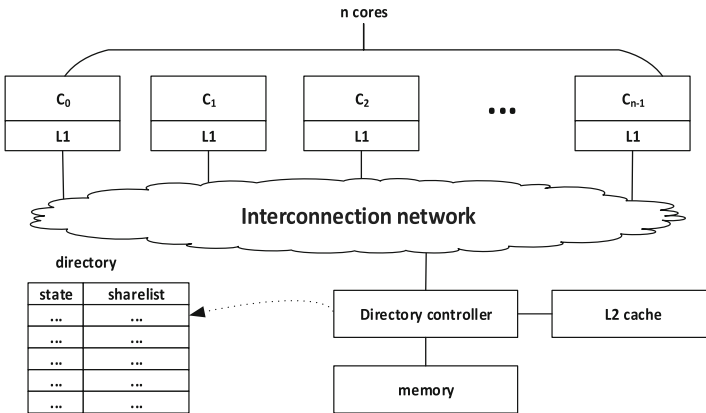 n cores
C0 C1 C2 ... Cn-1
L1 L1 L1 L1
Interconnection network
directory
state sharelist
... ...
... ...
... ...
... ...
... ...
Directory controller
L2 cache
memory